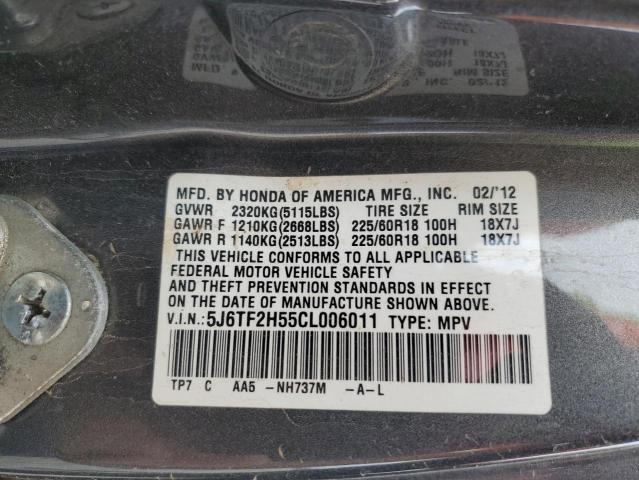 MFD. BY HONDA OF AMERICA MFG., INC. 02/'12
GVWR 2320KG(5115LBS) TIRE SIZE RIM SIZE
GAWR F 1210KG(2668LBS) 225/60R18 100H 18X7J
GAWR R 1140KG(2513LBS) 225/60R18 100H 18X7J
THIS VEHICLE CONFORMS TO ALL APPLICABLE
FEDERAL MOTOR VEHICLE SAFETY
AND THEFT PREVENTION STANDARDS IN EFFECT
ON THE DATE OF MANUFACTURE SHOWN ABOVE.
V.I.N.: 5J6TF2H55CL006011 TYPE: MPV
TP7 C AA5 -NH737M -A-L